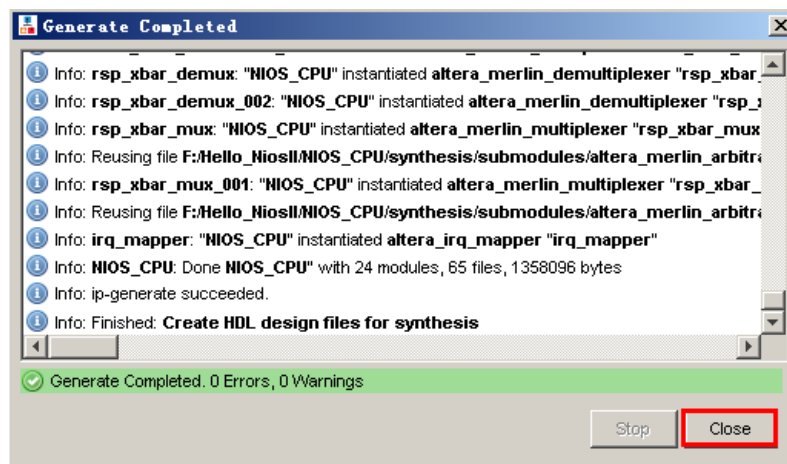 Generate Completed
Info: rsp_xbar_demux: "NIOS_CPU" instantiated altera_merlin_demultiplexer "rsp_xbar_
Info: rsp_xbar_demux_002: "NIOS_CPU" instantiated altera_merlin_demultiplexer "rsp_x
Info: rsp_xbar_mux: "NIOS_CPU" instantiated altera_merlin_multiplexer "rsp_xbar_mux
Info: Reusing file F:/Hello_NiosII/NIOS_CPU/synthesis/submodules/altera_merlin_arbitra
Info: rsp_xbar_mux_001: "NIOS_CPU" instantiated altera_merlin_multiplexer "rsp_xbar_
Info: Reusing file F:/Hello_NiosII/NIOS_CPU/synthesis/submodules/altera_merlin_arbitra
Info: irq_mapper: "NIOS_CPU" instantiated altera_irq_mapper "irq_mapper"
Info: NIOS_CPU: Done NIOS_CPU" with 24 modules, 65 files, 1358096 bytes
Info: ip-generate succeeded.
Info: Finished: Create HDL design files for synthesis
Generate Completed. 0 Errors, 0 Warnings
Stop Close